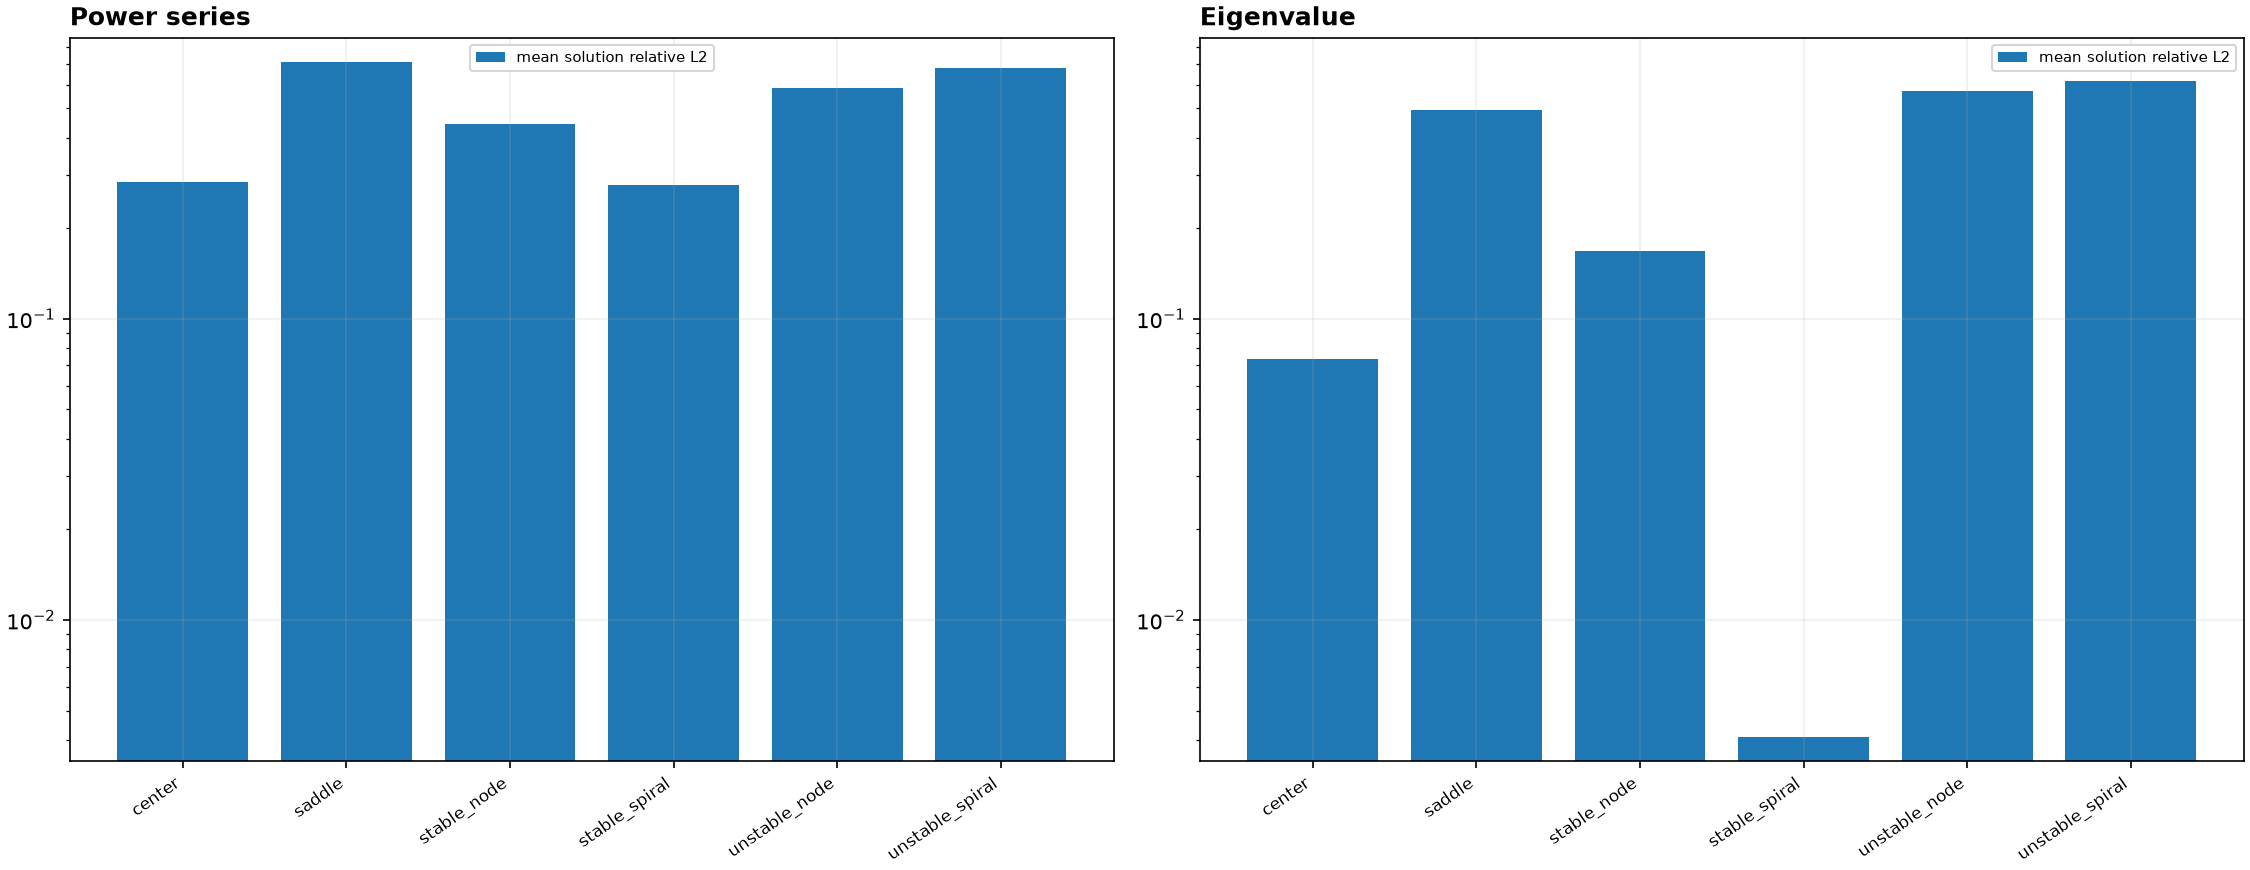 Power series
mean solution relative L2
10⁻¹
10⁻²
center
saddle
stable_node
stable_spiral
unstable_node
unstable_spiral
Eigenvalue
mean solution relative L2
10⁻¹
10⁻²
center
saddle
stable_node
stable_spiral
unstable_node
unstable_spiral